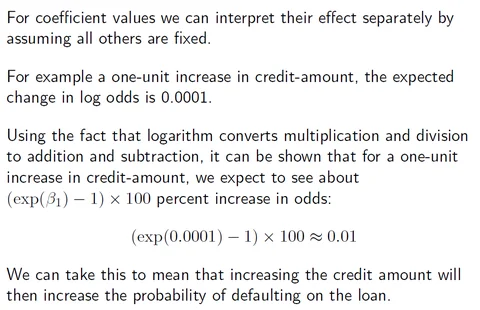 For coefficient values we can interpret their effect separately by
assuming all others are fixed.
For example a one-unit increase in credit-amount, the expected
change in log odds is 0.0001.
Using the fact that logarithm converts multiplication and division
to addition and subtraction, it can be shown that for a one-unit
increase in credit-amount, we expect to see about
(exp(β₁) − 1) × 100 percent increase in odds:
(exp(0.0001) − 1) × 100 ≈ 0.01
We can take this to mean that increasing the credit amount will
then increase the probability of defaulting on the loan.